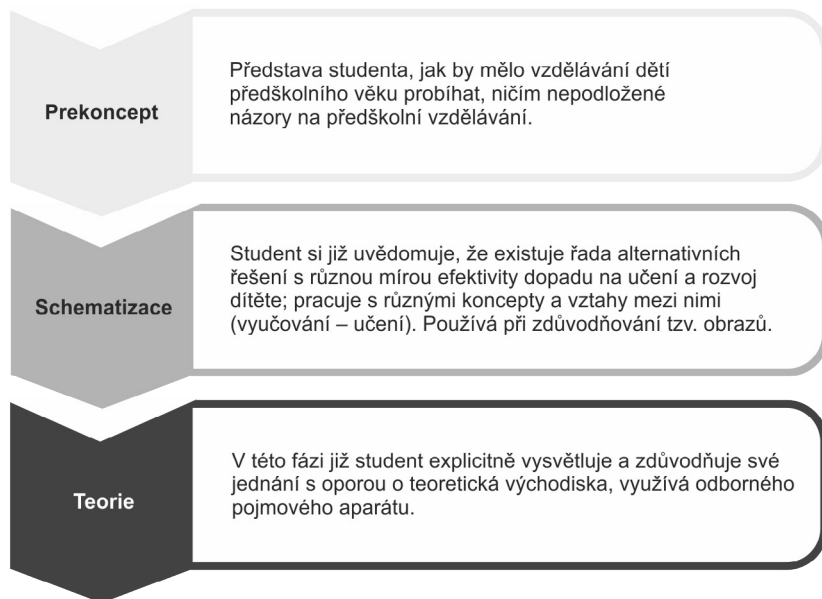 Prekoncept
Představa studenta, jak by mělo vzdělávání dětí
předškolního věku probíhat, ničím nepodložené
názory na předškolní vzdělávání.
Schematizace
Student si již uvědomuje, že existuje řada alternativních
řešení s různou mírou efektivity dopadu na učení a rozvoj
dítěte; pracuje s různými koncepty a vztahy mezi nimi
(vyučování – učení). Používá při zdůvodňování tzv. obrazů.
Teorie
V této fázi již student explicitně vysvětluje a zdůvodňuje své
jednání s oporou o teoretická východiska, využívá odborného
pojmového aparátu.